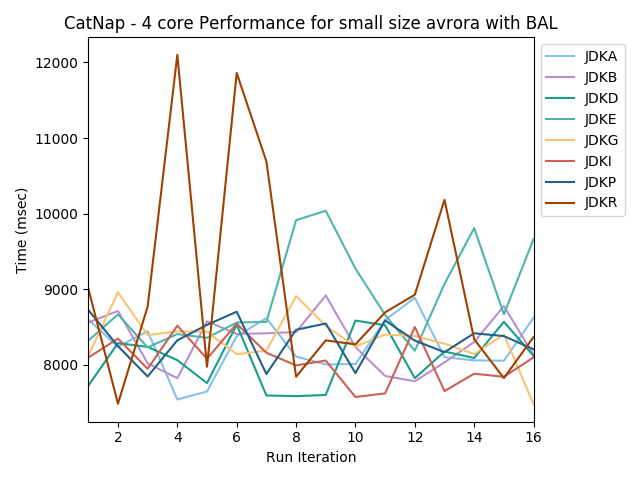 CatNap - 4 core Performance for small size avrora with BAL
Time (msec)
12000
11000
10000
9000
8000
2 4 6 8 10 12 14 16
Run Iteration
JDKA
JDKB
JDKD
JDKE
JDKG
JDKI
JDKP
JDKR